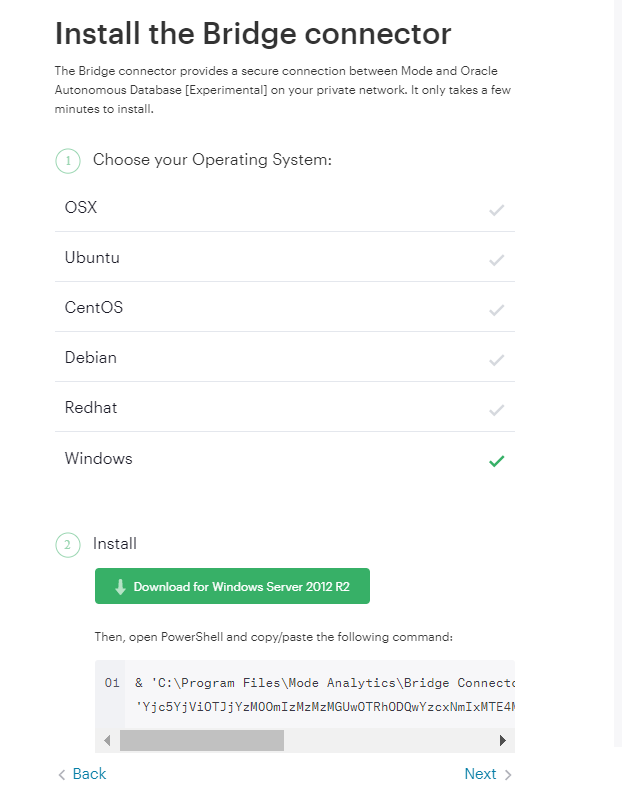 Install the Bridge connector
The Bridge connector provides a secure connection between Mode and Oracle
Autonomous Database [Experimental] on your private network. It only takes a few
minutes to install.
1 Choose your Operating System:
OSX
Ubuntu
CentOS
Debian
Redhat
Windows
2 Install
Download for Windows Server 2012 R2
Then, open PowerShell and copy/paste the following command:
01 & 'C:\Program Files\Mode Analytics\Bridge Connecto
Back
Next